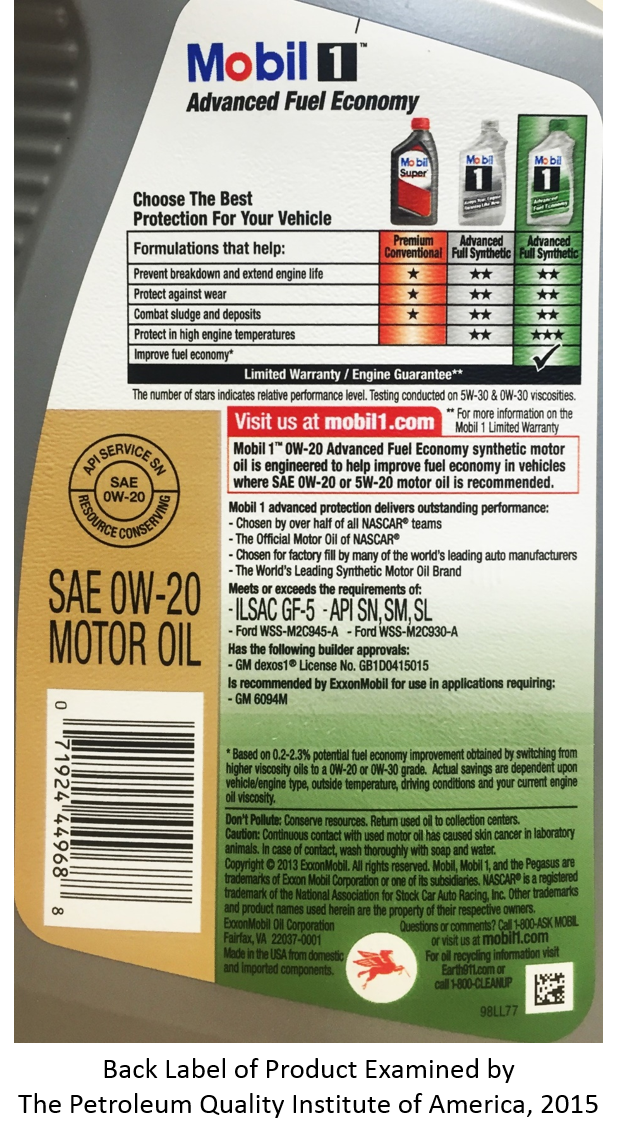 Mobil 1™
Advanced Fuel Economy
Mobil Super
Mobil 1
Mobil 1
Advanced Fuel Economy
Choose The Best
Protection For Your Vehicle
Formulations that help:
Premium Conventional
Advanced Full Synthetic
Advanced Full Synthetic
Prevent breakdown and extend engine life ★ ★★ ★★
Protect against wear ★ ★★ ★★
Combat sludge and deposits ★ ★★ ★★
Protect in high engine temperatures ★★ ★★★
Improve fuel economy* ✓
Limited Warranty / Engine Guarantee**
The number of stars indicates relative performance level. Testing conducted on 5W-30 & 0W-30 viscosities.
Visit us at mobil1.com
** For more information on the
Mobil 1 Limited Warranty
Mobil 1™ 0W-20 Advanced Fuel Economy synthetic motor
oil is engineered to help improve fuel economy in vehicles
where SAE 0W-20 or 5W-20 motor oil is recommended.
API SERVICE SN
SAE
0W-20
RESOURCE CONSERVING
SAE 0W-20
MOTOR OIL
Mobil 1 advanced protection delivers outstanding performance:
- Chosen by over half of all NASCAR® teams
- The Official Motor Oil of NASCAR®
- Chosen for factory fill by many of the world's leading auto manufacturers
- The World's Leading Synthetic Motor Oil Brand
Meets or exceeds the requirements of:
- ILSAC GF-5 - API SN, SM, SL
- Ford WSS-M2C945-A - Ford WSS-M2C930-A
Has the following builder approvals:
- GM dexos1® License No. GB1D0415015
Is recommended by ExxonMobil for use in applications requiring:
- GM 6094M
0 71924 44968 8
* Based on 0.2-2.3% potential fuel economy improvement obtained by switching from
higher viscosity oils to a 0W-20 or 0W-30 grade. Actual savings are dependent upon
vehicle/engine type, outside temperature, driving conditions and your current engine
oil viscosity.
Don't Pollute: Conserve resources. Return used oil to collection centers.
Caution: Continuous contact with used motor oil has caused skin cancer in laboratory
animals. In case of contact, wash thoroughly with soap and water.
Copyright © 2013 ExxonMobil. All rights reserved. Mobil, Mobil 1, and the Pegasus are
trademarks of Exxon Mobil Corporation or one of its subsidiaries. NASCAR® is a registered
trademark of the National Association for Stock Car Auto Racing, Inc. Other trademarks
and product names used herein are the property of their respective owners.
ExxonMobil Oil Corporation
Fairfax, VA 22037-0001
Made in the USA from domestic
and imported components.
Questions or comments? Call 1-800-ASK MOBIL
or visit us at mobil1.com
For oil recycling information visit
Earth911.com or
call 1-800-CLEANUP
98LL77
Back Label of Product Examined by
The Petroleum Quality Institute of America, 2015